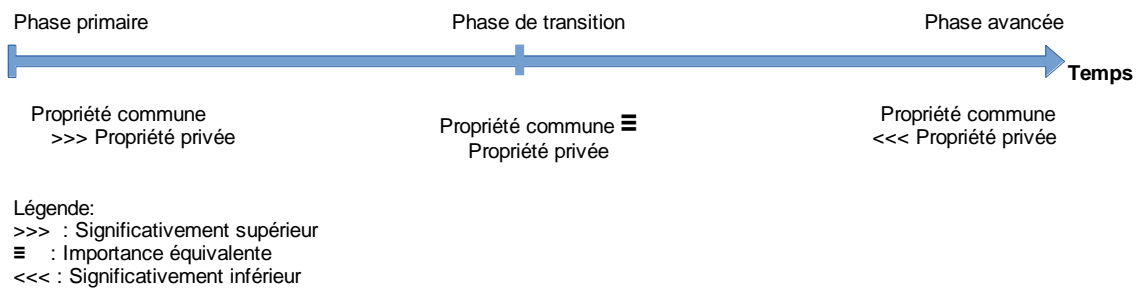 Phase primaire
Phase de transition
Phase avancée
Temps
Propriété commune
>>> Propriété privée
Propriété commune ≡
Propriété privée
Propriété commune
<<< Propriété privée
Légende:
>>> : Significativement supérieur
≡ : Importance équivalente
<<< : Significativement inférieur